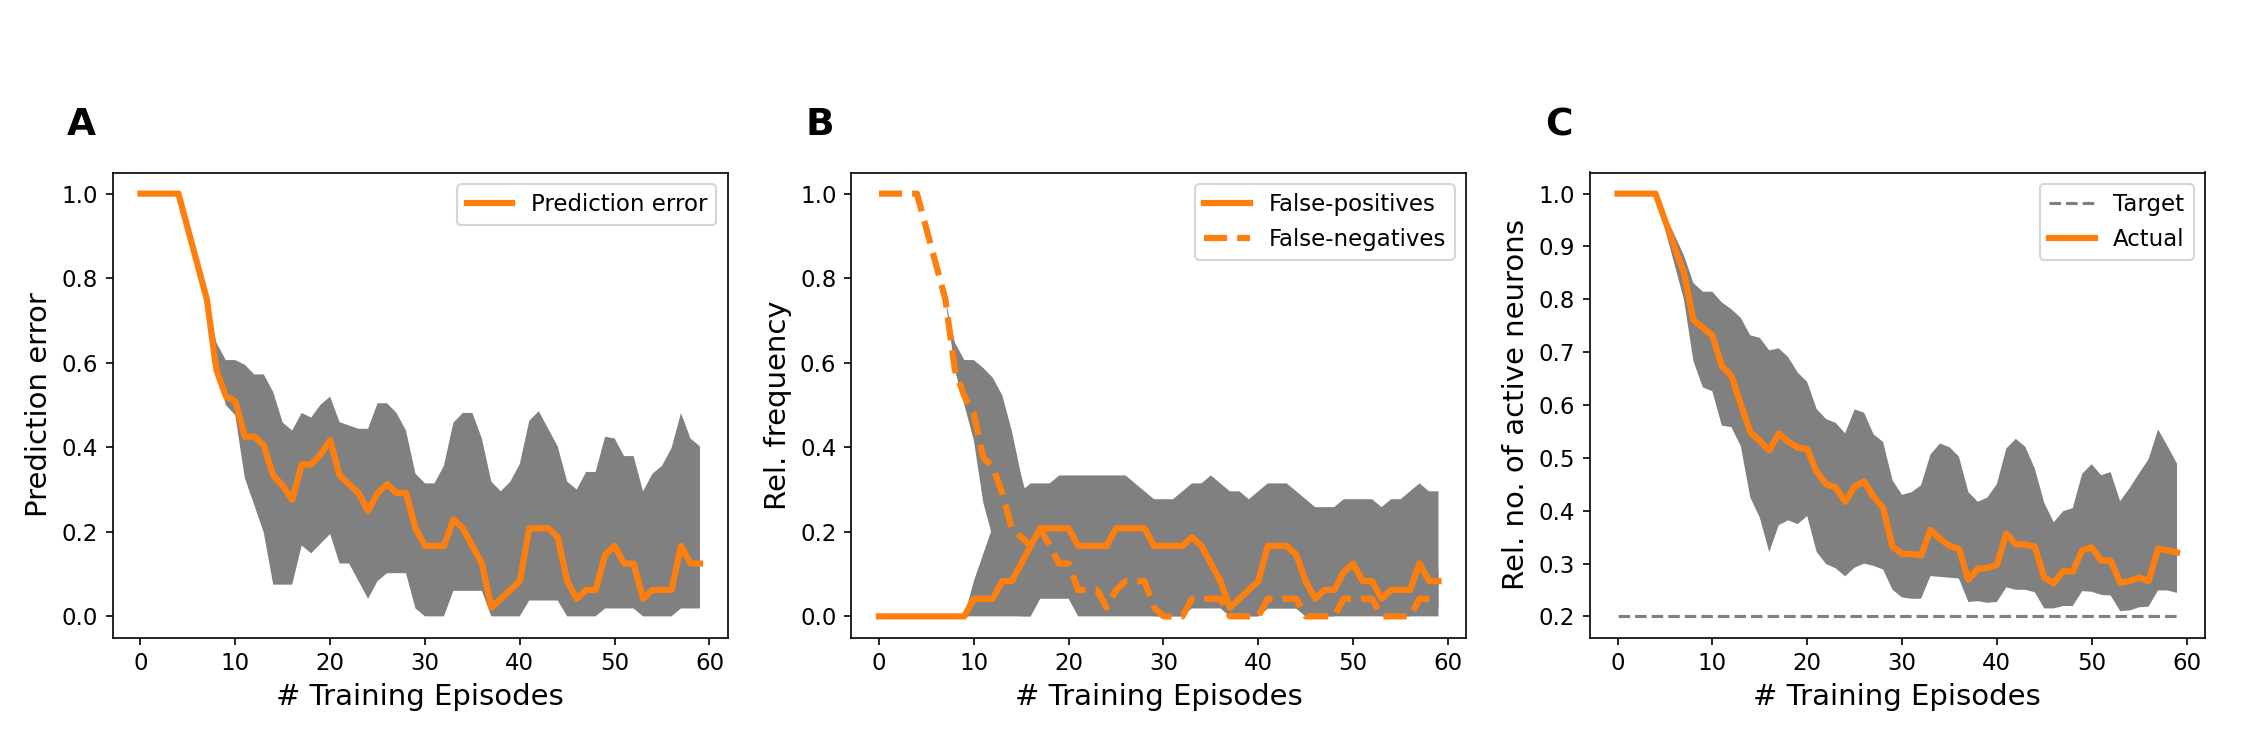 A
Prediction error
1.0
0.8
0.6
0.4
0.2
0.0
0 10 20 30 40 50 60
# Training Episodes
Prediction error
B
Rel. frequency
1.0
0.8
0.6
0.4
0.2
0.0
0 10 20 30 40 50 60
# Training Episodes
False-positives
False-negatives
C
Rel. no. of active neurons
1.0
0.9
0.8
0.7
0.6
0.5
0.4
0.3
0.2
0 10 20 30 40 50 60
# Training Episodes
Target
Actual